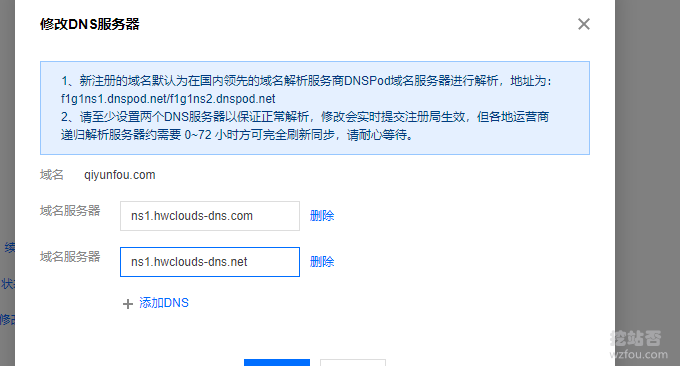 修改DNS服务器
1、新注册的域名默认为在国内领先的域名解析服务商DNSPod域名服务器进行解析，地址为：
f1g1ns1.dnspod.net/f1g1ns2.dnspod.net
2、请至少设置两个DNS服务器以保证正常解析，修改会实时提交注册局生效，但各地运营商
递归解析服务器约需要 0~72 小时方可完全刷新同步，请耐心等待。
域名 qiyunfou.com
域名服务器 ns1.hwclouds-dns.com 删除
域名服务器 ns1.hwclouds-dns.net 删除
+ 添加DNS
续
状态
修改
挖站否
wzfou.com